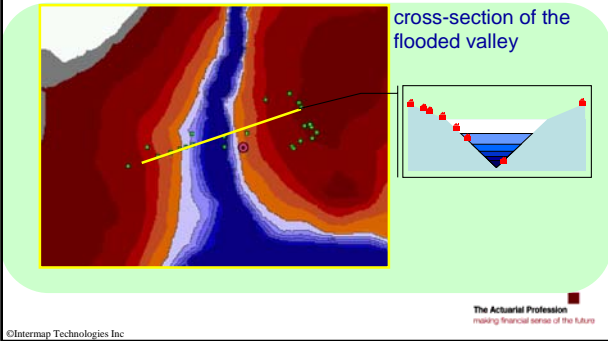 cross-section of the
flooded valley
The Actuarial Profession
making financial sense of the future
©Intermap Technologies Inc